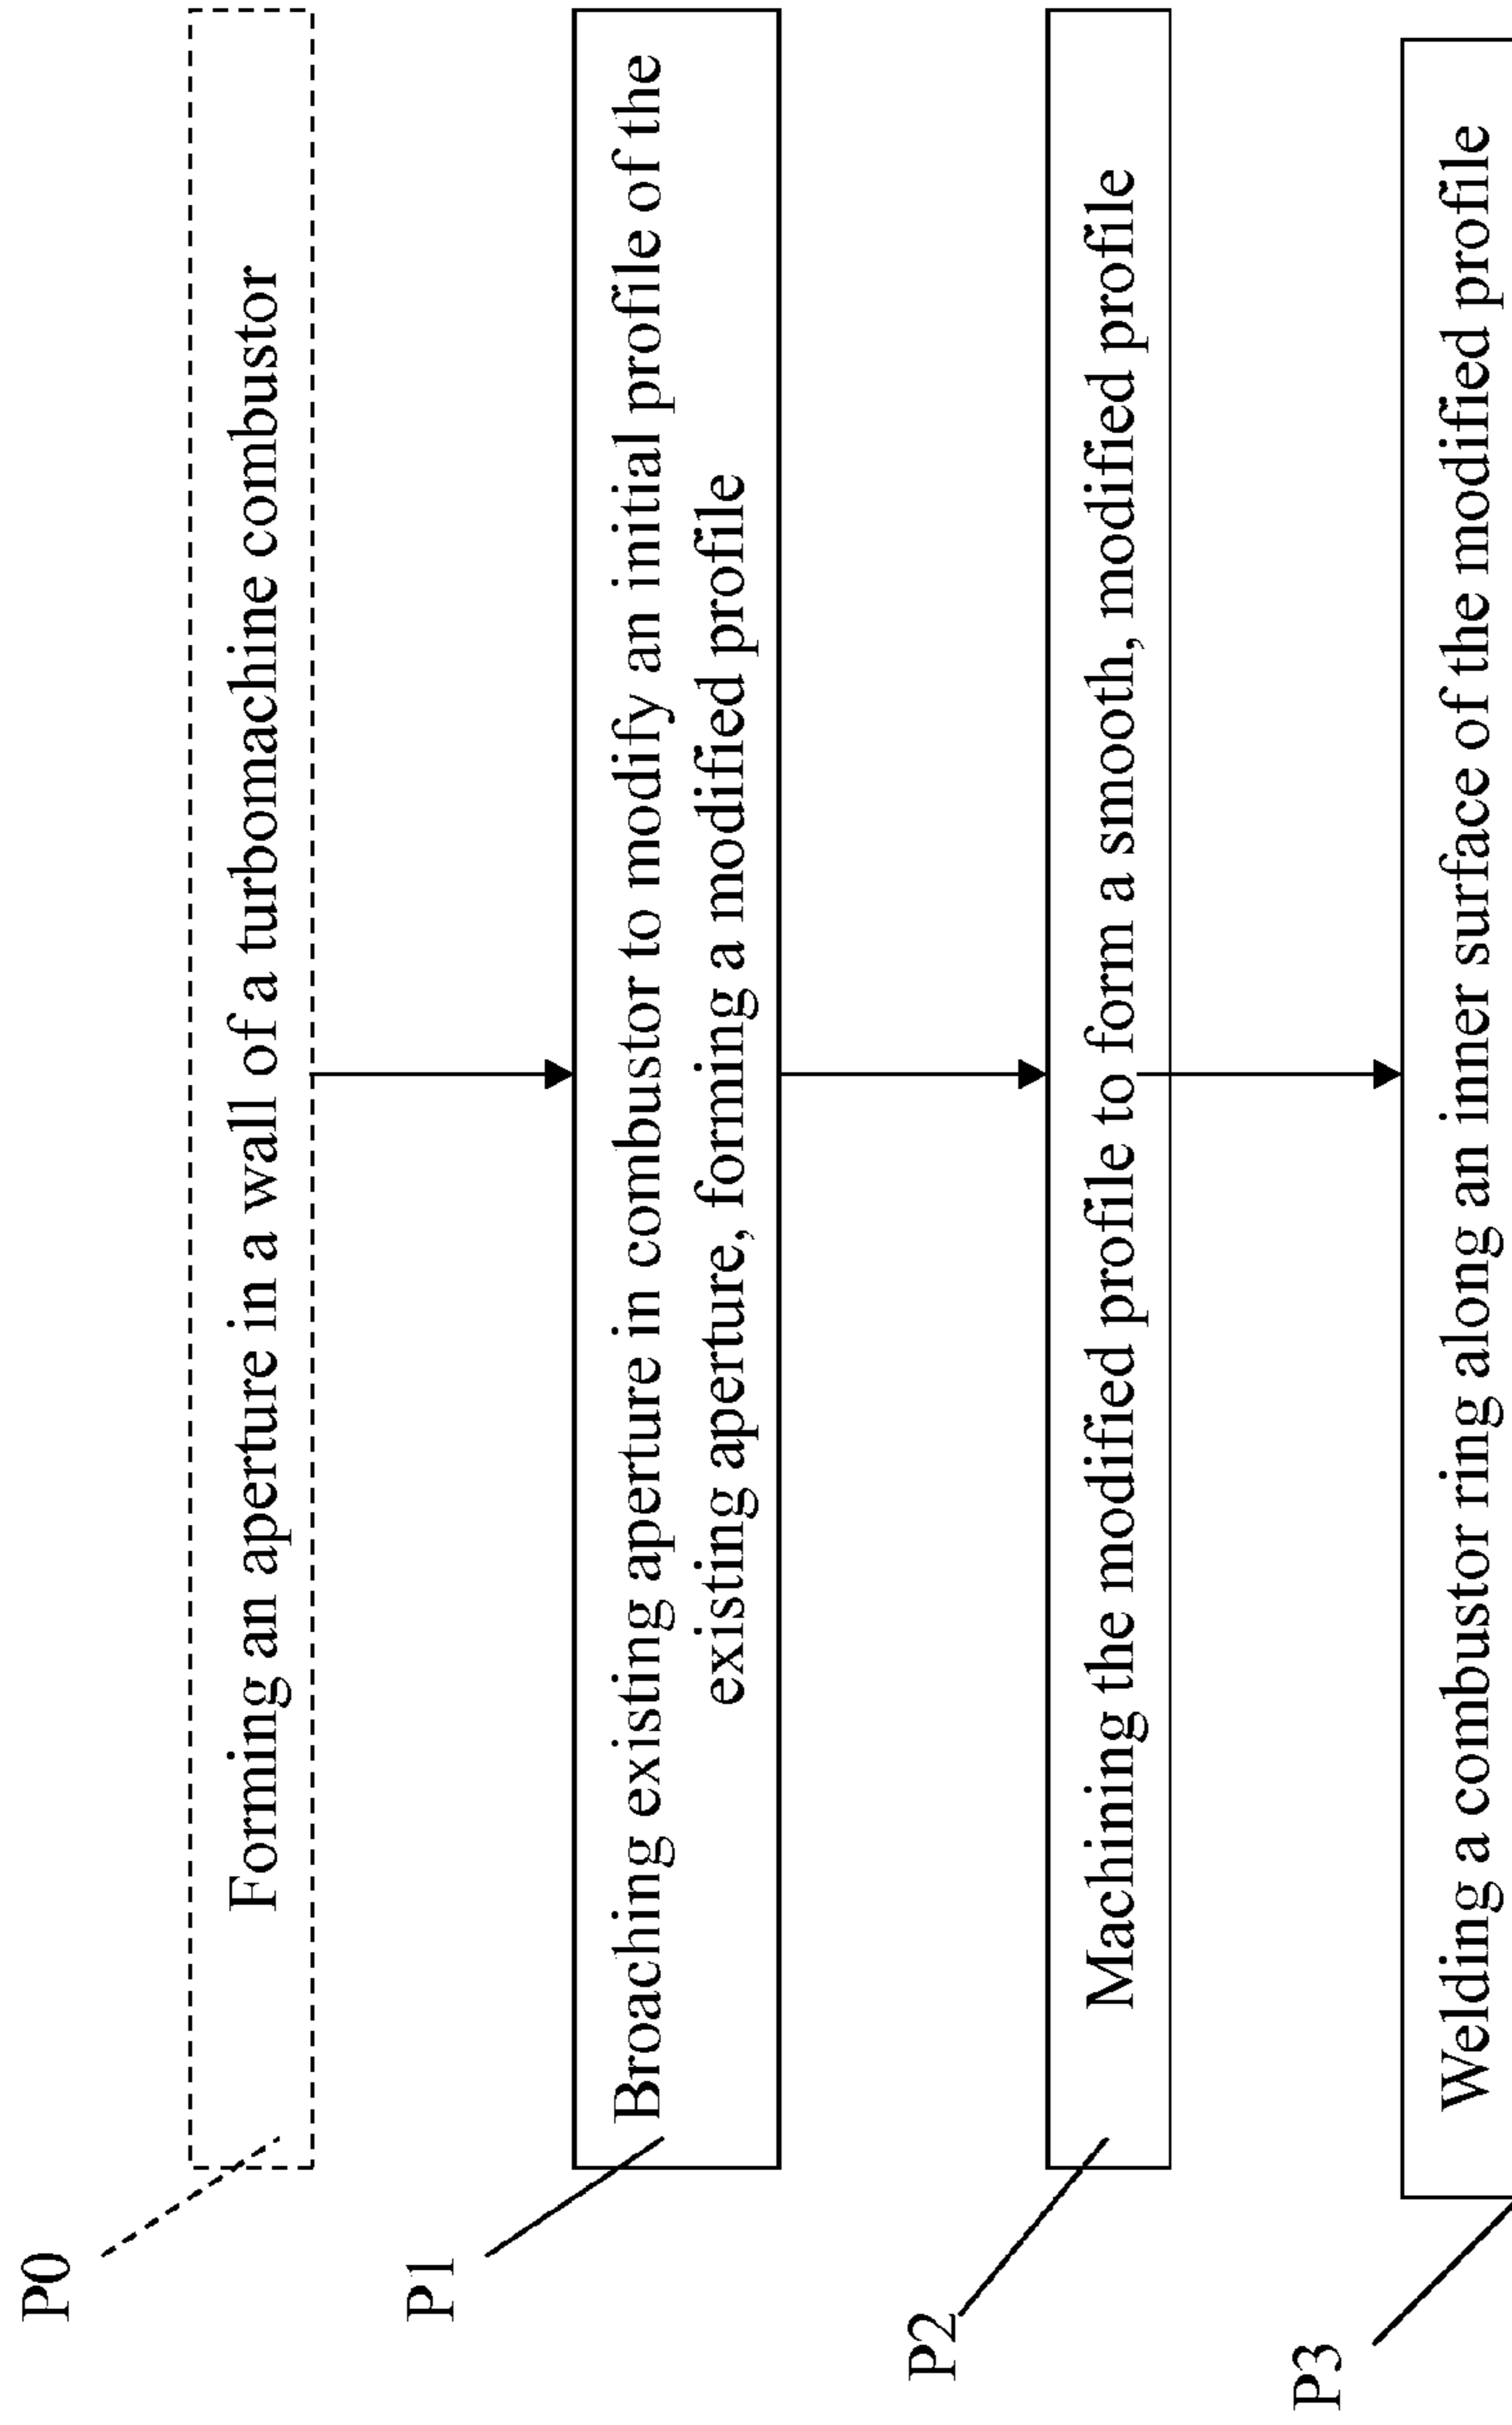 P0
Forming an aperture in a wall of a turbomachine combustor
P1
Broaching existing aperture in combustor to modify an initial profile of the
existing aperture, forming a modified profile
P2
Machining the modified profile to form a smooth, modified profile
P3
Welding a combustor ring along an inner surface of the modified profile